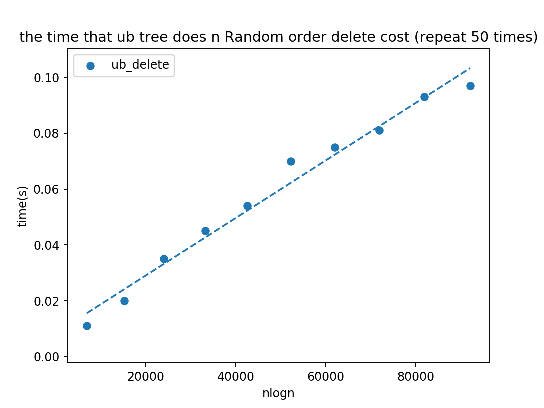 the time that ub tree does n Random order delete cost (repeat 50 times)
ub_delete
0.10
0.08
0.06
0.04
0.02
0.00
time(s)
20000 40000 60000 80000
nlogn